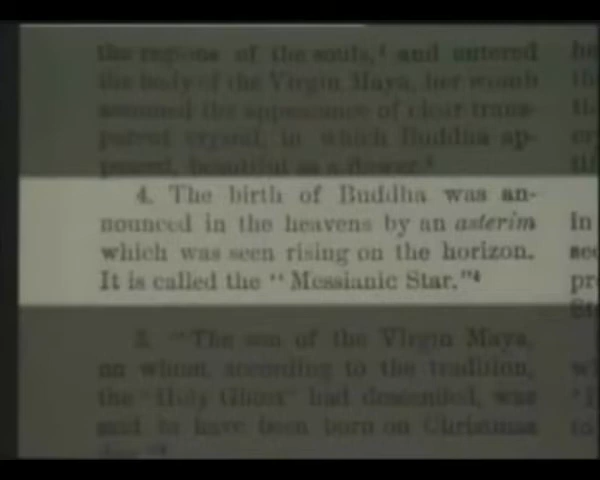 the regions of the souls,⁴ and entered
the body of the Virgin Maya, her womb
assumed the appearance of clear trans-
parent crystal, in which Buddha ap-
peared, beautiful as a flower.
4. The birth of Buddha was an-
nounced in the heavens by an asterim
which was seen rising on the horizon.
It is called the "Messianic Star."⁴
"The son of the Virgin Maya,
on whom, according to the tradition,
the "Holy Ghost" had descended, was
said to have been born on Christmas
day."
in